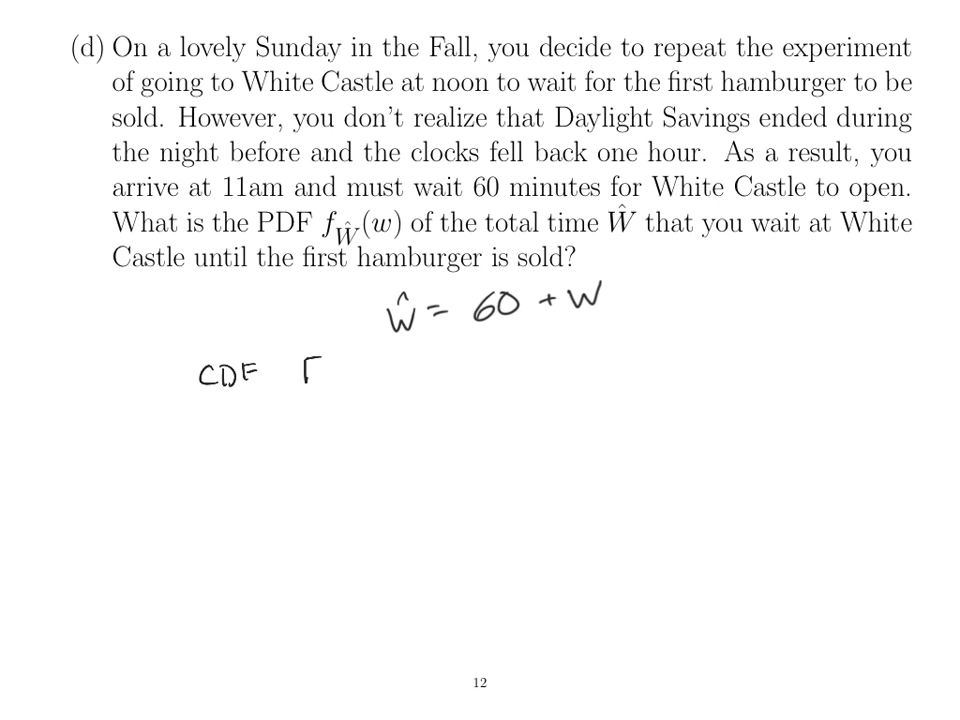 (d) On a lovely Sunday in the Fall, you decide to repeat the experiment
of going to White Castle at noon to wait for the first hamburger to be
sold. However, you don't realize that Daylight Savings ended during
the night before and the clocks fell back one hour. As a result, you
arrive at 11am and must wait 60 minutes for White Castle to open.
What is the PDF f_Ŵ(w) of the total time Ŵ that you wait at White
Castle until the first hamburger is sold?
Ŵ = 60 + W
CDF
12